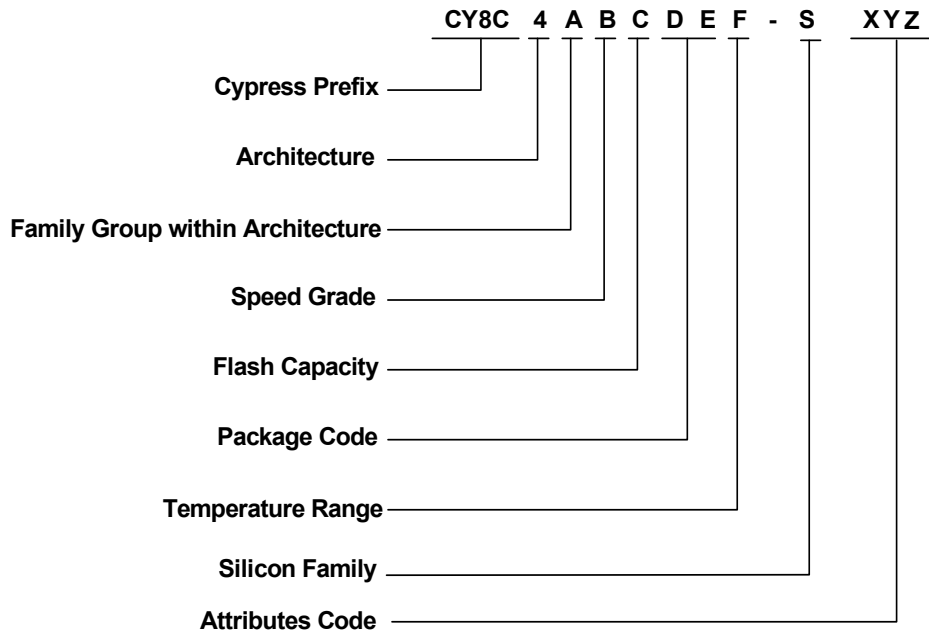 CY8C 4 A B C D E F - S X Y Z
Cypress Prefix
Architecture
Family Group within Architecture
Speed Grade
Flash Capacity
Package Code
Temperature Range
Silicon Family
Attributes Code